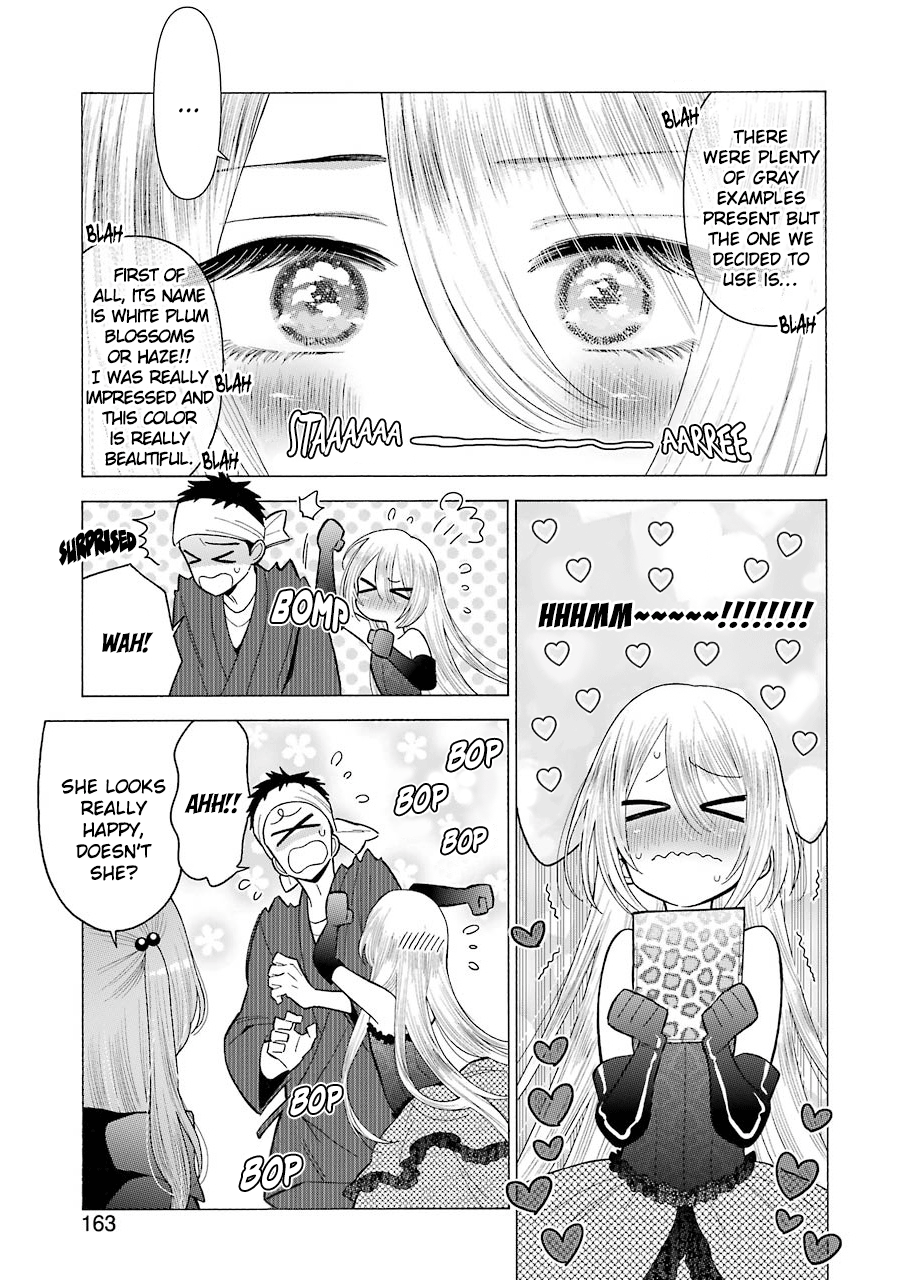 BLAH
THERE
WERE PLENTY
OF GRAY
EXAMPLES
PRESENT BUT
THE ONE WE
DECIDED TO
USE IS...
BLAH
...
BLAH
FIRST OF
ALL, ITS NAME
IS WHITE PLUM
BLOSSOMS
OR HAZE!!
I WAS REALLY
IMPRESSED AND
THIS COLOR
IS REALLY
BEAUTIFUL.
BLAH
BLAH
STAAAAAA
AARREE
HHHMM~~~~~!!!!!!!!
BOMP
SURPRISED
WAH!
BOP
BOP
BOP
AHH!!
SHE LOOKS
REALLY
HAPPY,
DOESN'T
SHE?
BOP
BOP
163